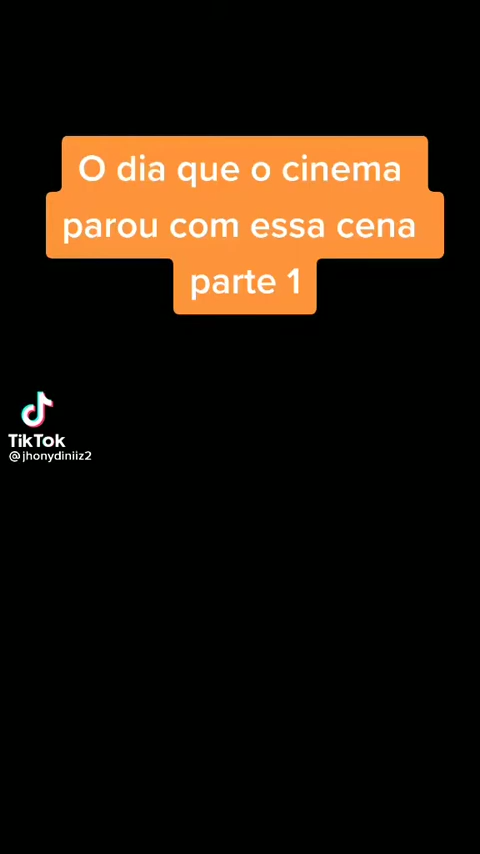 O dia que o cinema
parou com essa cena
parte 1
TikTok
@jhonydiniiz2